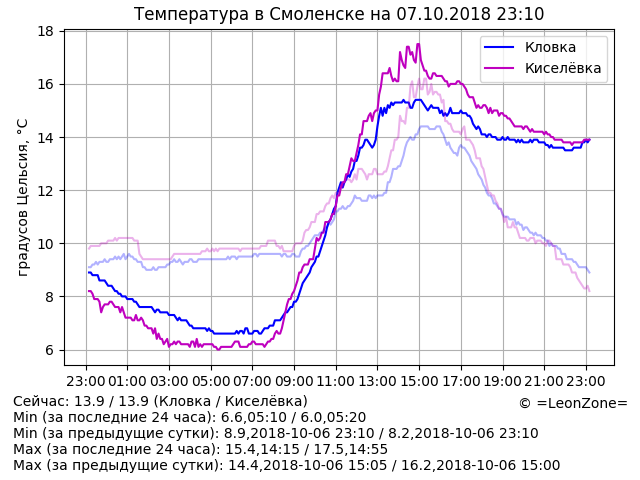 Температура в Смоленске на 07.10.2018 23:10
18
16
14
12
10
8
6
градусов Цельсия, °C
Кловка
Киселёвка
23:00 01:00 03:00 05:00 07:00 09:00 11:00 13:00 15:00 17:00 19:00 21:00 23:00
© =LeonZone=
Сейчас: 13.9 / 13.9 (Кловка / Киселёвка)
Min (за последние 24 часа): 6.6,05:10 / 6.0,05:20
Min (за предыдущие сутки): 8.9,2018-10-06 23:10 / 8.2,2018-10-06 23:10
Max (за последние 24 часа): 15.4,14:15 / 17.5,14:55
Max (за предыдущие сутки): 14.4,2018-10-06 15:05 / 16.2,2018-10-06 15:00